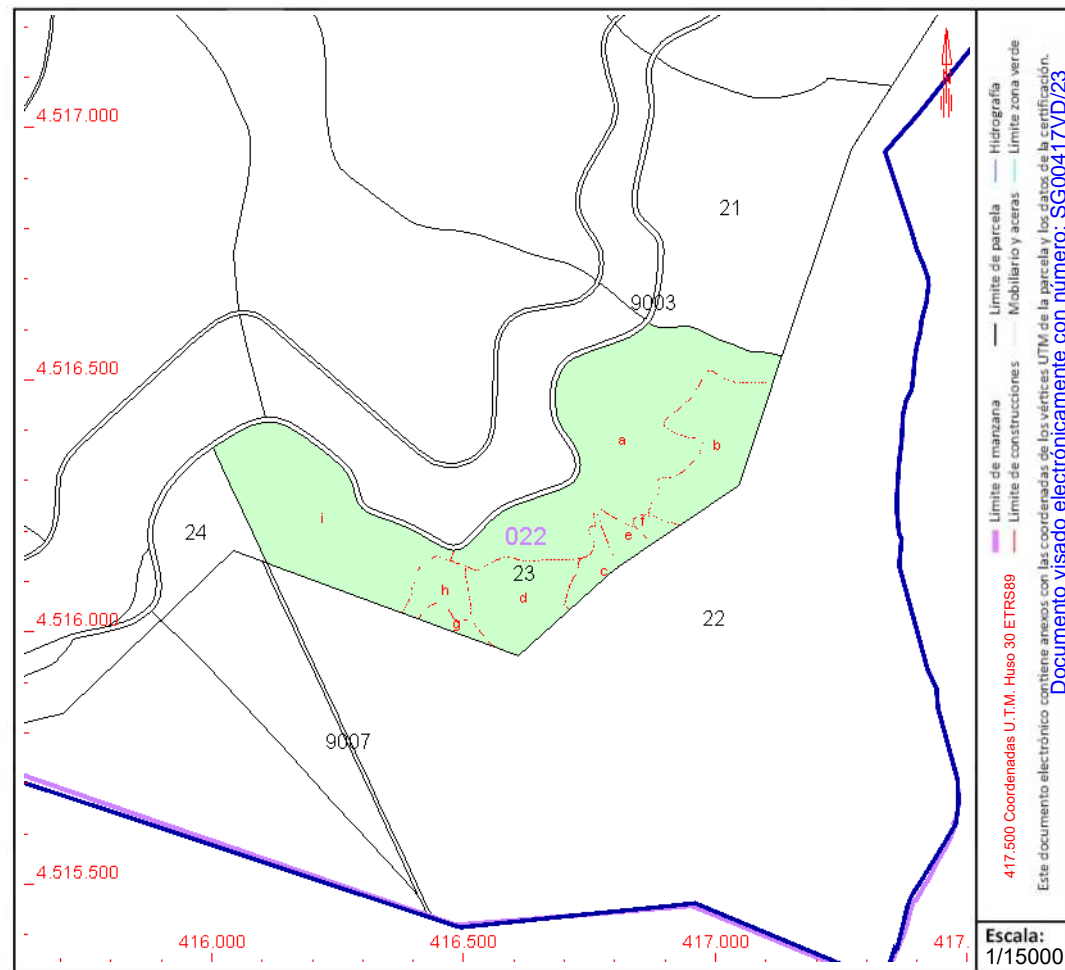 4.517.000
21
9003
4.516.500
a
b
i
24
022
f
e
23
c
h
d
4.516.000
g
22
9007
4.515.500
416.000
416.500
417.000
417.
Límite de manzana
Límite de parcela
Hidrografía
Límite de construcciones
Mobiliario y aceras
Límite zona verde
417.500 Coordenadas U.T.M. Huso 30 ETRS89
Este documento electrónico contiene anexos con las coordenadas de los vértices UTM de la parcela y los datos de la certificación.
Documento visado electrónicamente con número: SG00417VD/23
Escala:
1/15000